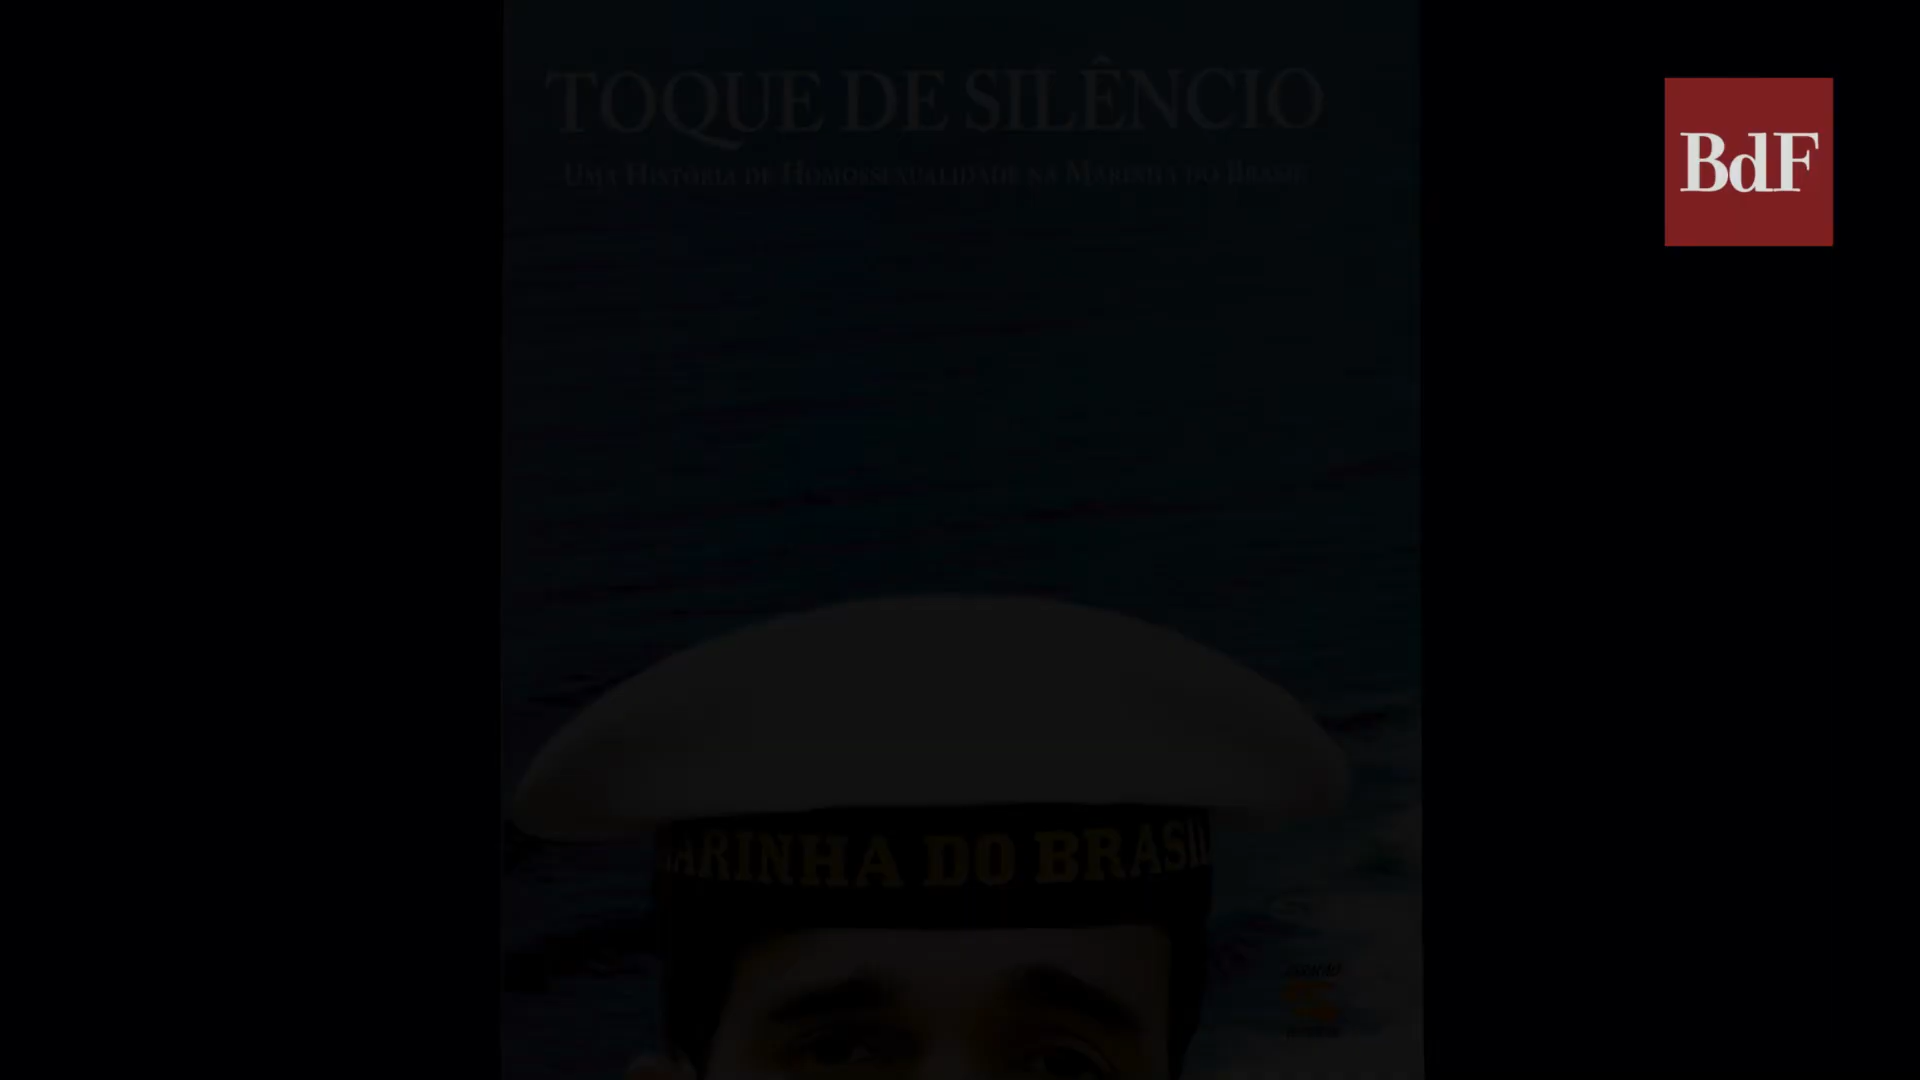 TOQUE DE SILÊNCIO
UMA HISTÓRIA DE HOMOSSEXUALIDADE NA MARINHA DO BRASIL
BdF
ARINHA DO BRASIL